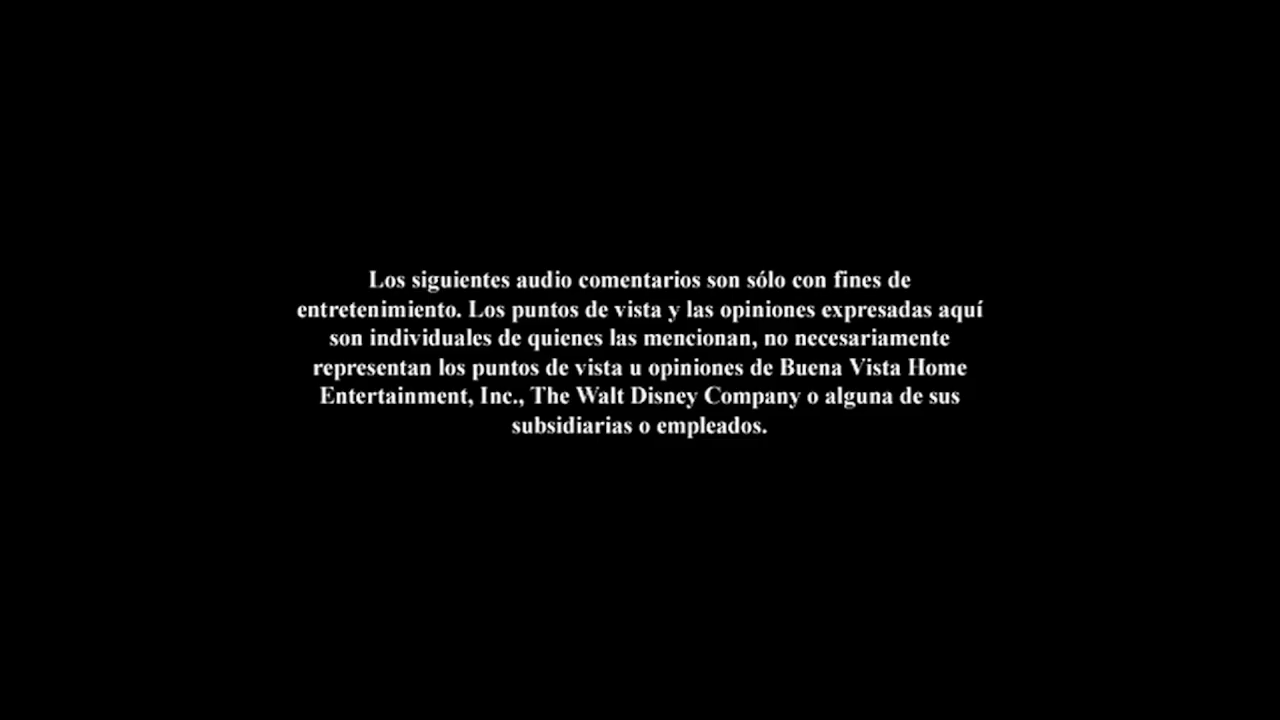 Los siguientes audio comentarios son sólo con fines de
entretenimiento. Los puntos de vista y las opiniones expresadas aquí
son individuales de quienes las mencionan, no necesariamente
representan los puntos de vista u opiniones de Buena Vista Home
Entertainment, Inc., The Walt Disney Company o alguna de sus
subsidiarias o empleados.